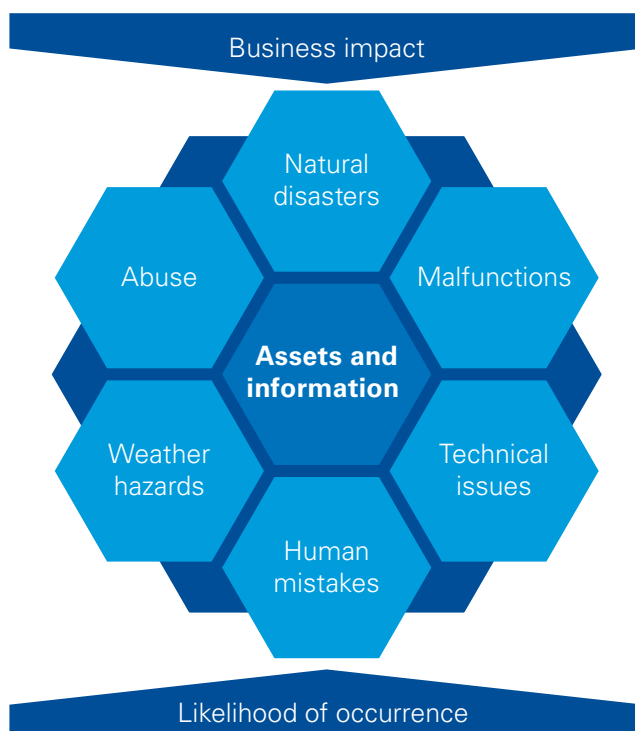 Business impact
Natural
disasters
Abuse
Malfunctions
Assets and
information
Weather
hazards
Technical
issues
Human
mistakes
Likelihood of occurrence